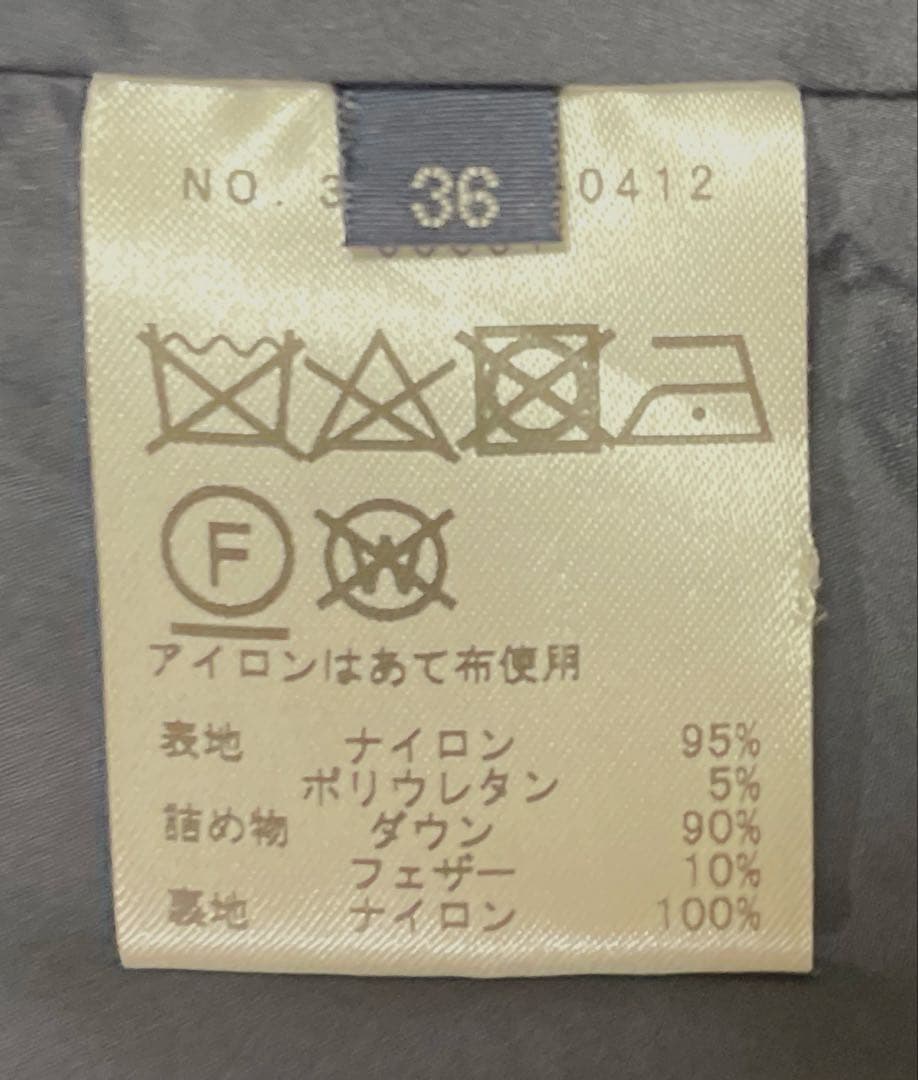 36
NO. 3 0412
F
W
アイロンはあて布使用
表地 ナイロン 95%
ポリウレタン 5%
詰め物 ダウン 90%
フェザー 10%
裏地 ナイロン 100%